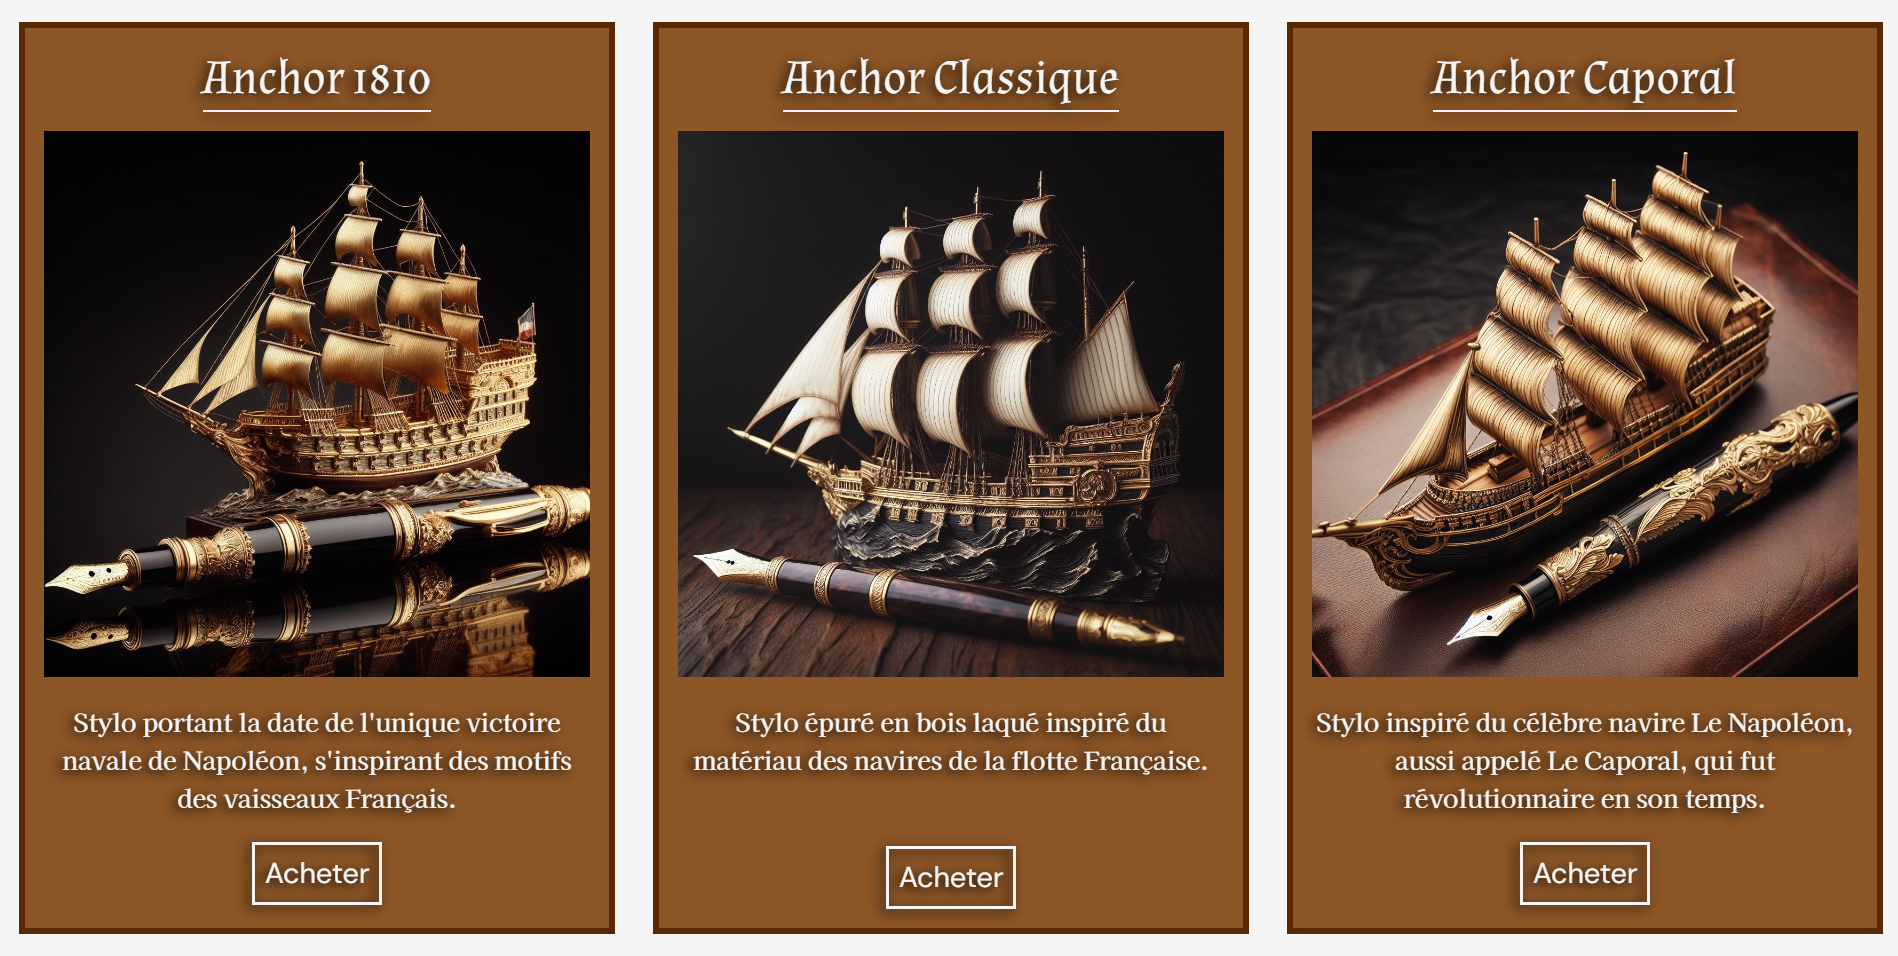 Anchor 1810
Stylo portant la date de l'unique victoire
navale de Napoléon, s'inspirant des motifs
des vaisseaux Français.
Acheter
Anchor Classique
Stylo épuré en bois laqué inspiré du
matériau des navires de la flotte Française.
Acheter
Anchor Caporal
Stylo inspiré du célèbre navire Le Napoléon,
aussi appelé Le Caporal, qui fut
révolutionnaire en son temps.
Acheter